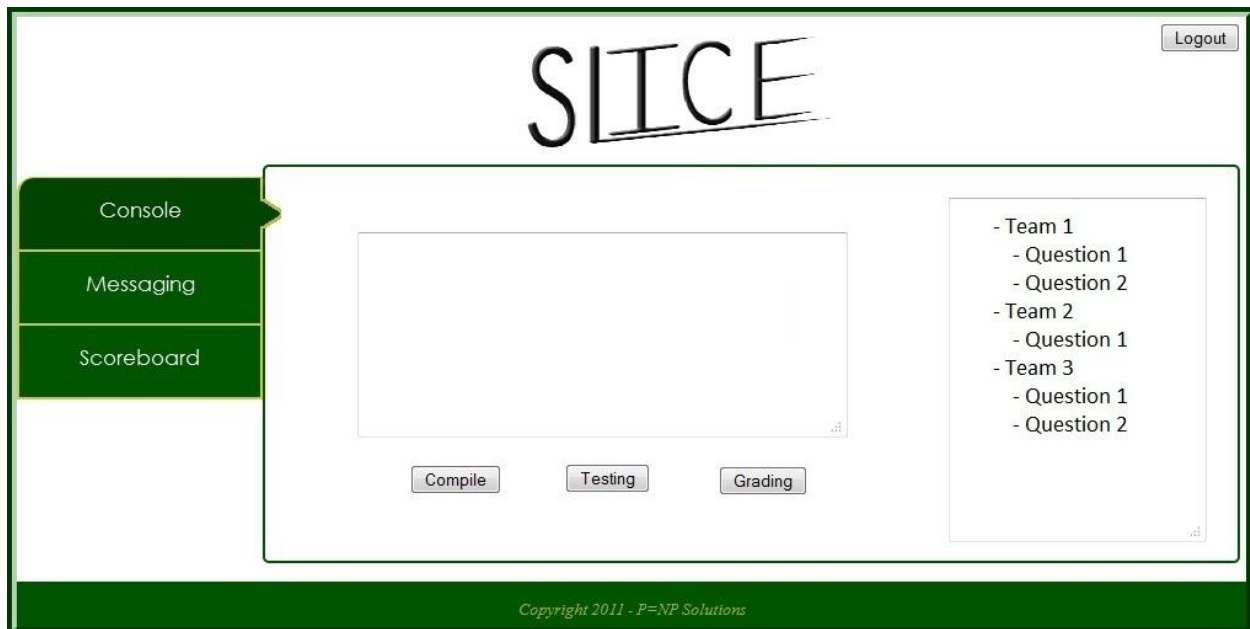 Logout
SLICE
Console
Messaging
Scoreboard
- Team 1
- Question 1
- Question 2
- Team 2
- Question 1
- Team 3
- Question 1
- Question 2
Compile
Testing
Grading
Copyright 2011 - P=NP Solutions